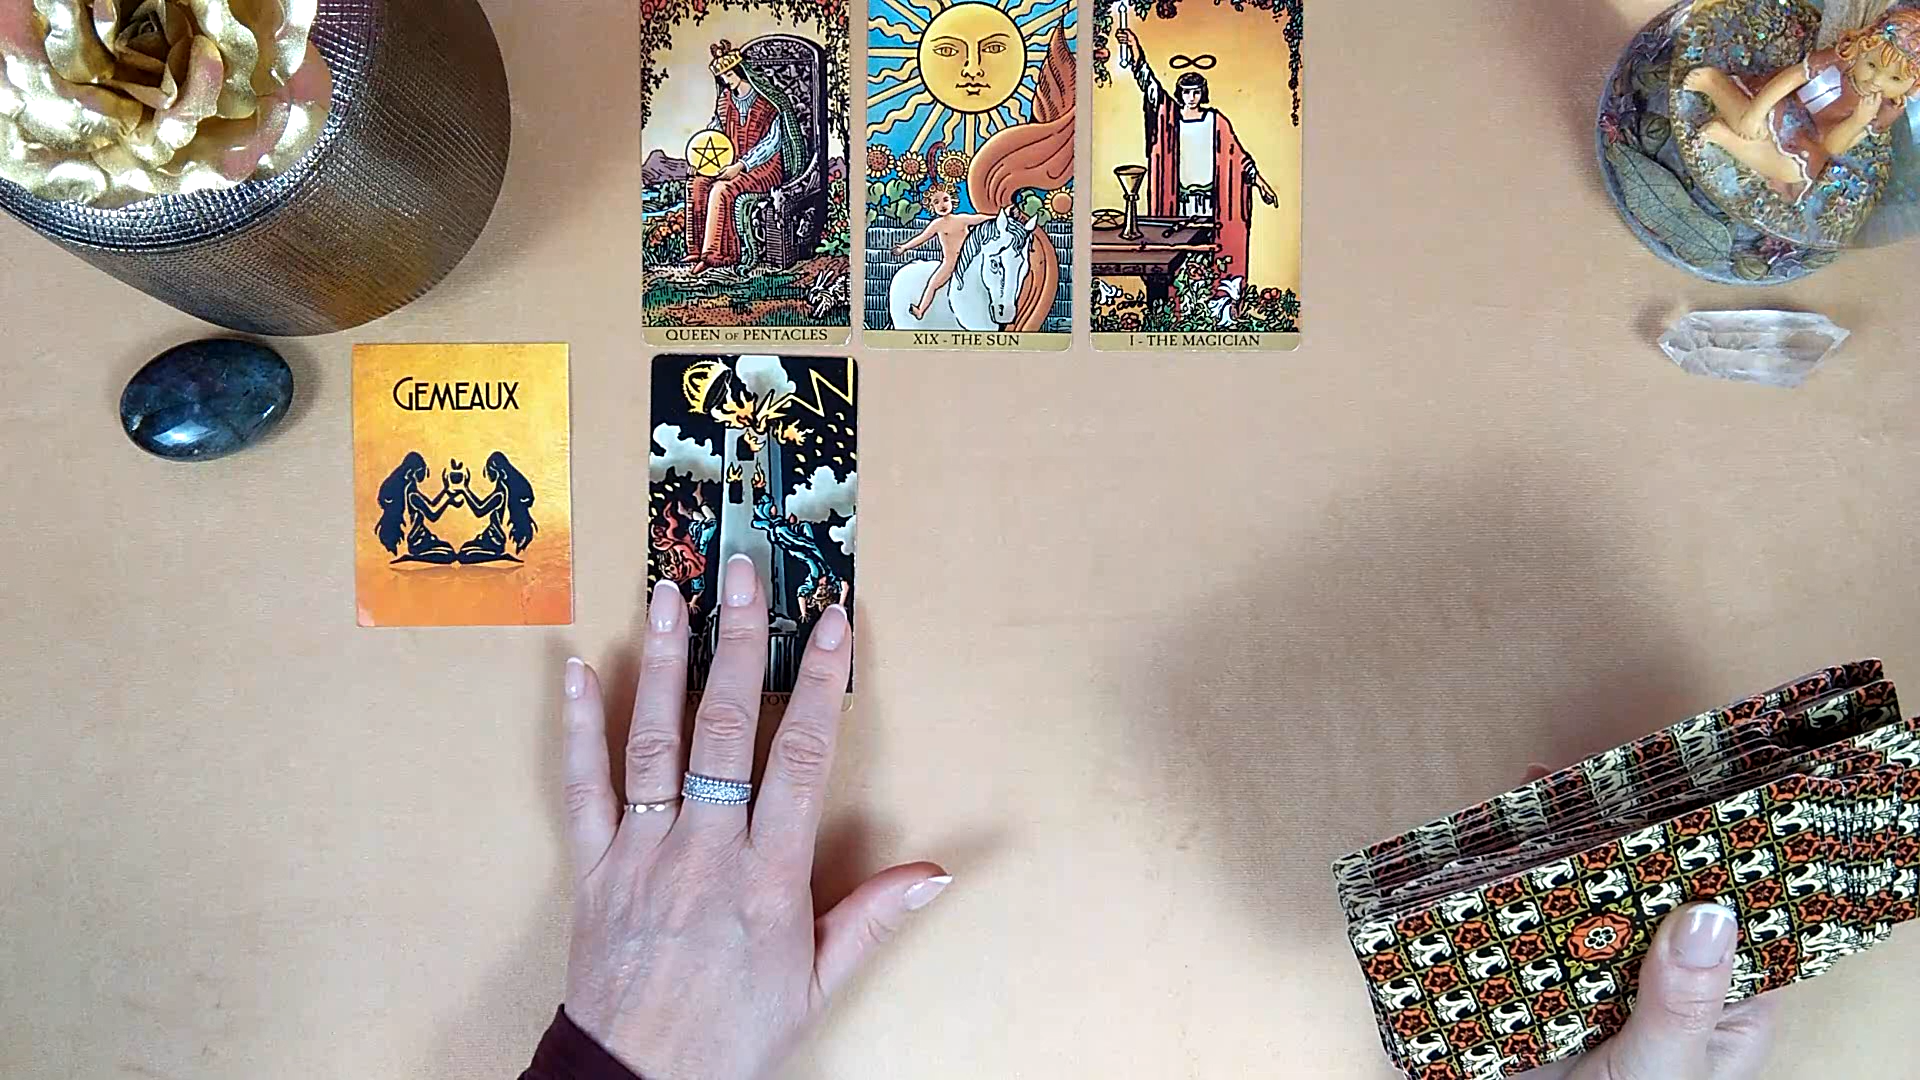 QUEEN OF PENTACLES
XIX - THE SUN
I - THE MAGICIAN
GEMEAUX